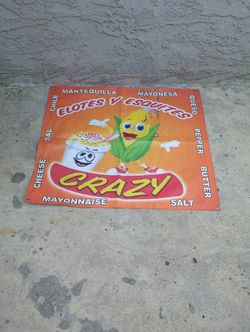 MANTEQUILLA MAYONESA
CHILE
QUESO
ELOTES Y ESQUITES
SAL
PEPPER
CHEESE
BUTTER
CRAZY
MAYONNAISE SALT